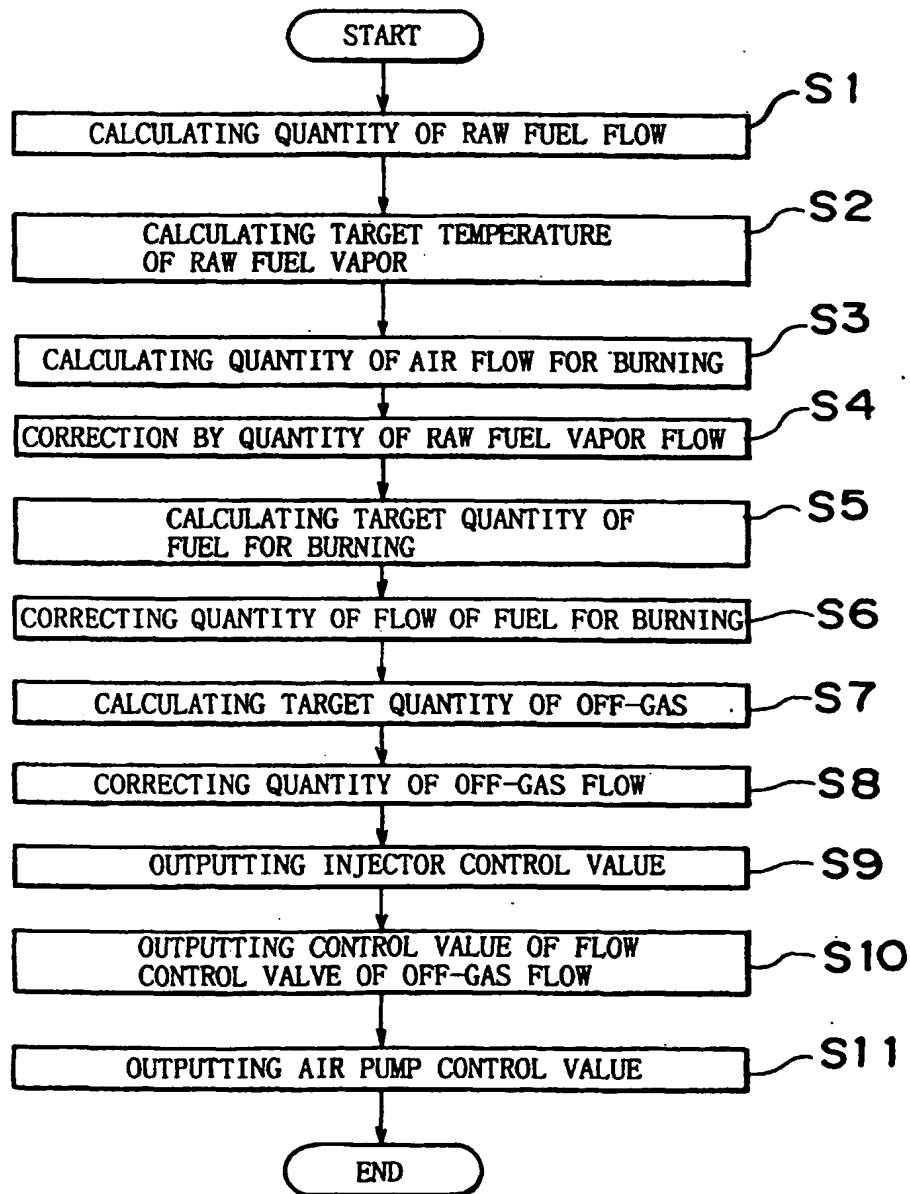 START
S1
CALCULATING QUANTITY OF RAW FUEL FLOW
S2
CALCULATING TARGET TEMPERATURE
OF RAW FUEL VAPOR
S3
CALCULATING QUANTITY OF AIR FLOW FOR BURNING
S4
CORRECTION BY QUANTITY OF RAW FUEL VAPOR FLOW
S5
CALCULATING TARGET QUANTITY OF
FUEL FOR BURNING
S6
CORRECTING QUANTITY OF FLOW OF FUEL FOR BURNING
S7
CALCULATING TARGET QUANTITY OF OFF-GAS
S8
CORRECTING QUANTITY OF OFF-GAS FLOW
S9
OUTPUTTING INJECTOR CONTROL VALUE
S10
OUTPUTTING CONTROL VALUE OF FLOW
CONTROL VALVE OF OFF-GAS FLOW
S11
OUTPUTTING AIR PUMP CONTROL VALUE
END